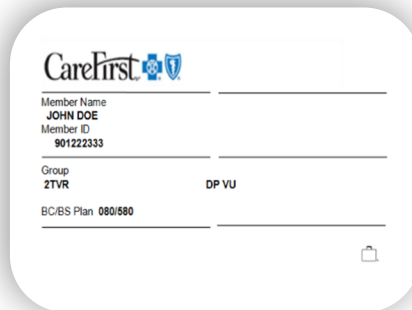 CareFirst
Member Name
JOHN DOE
Member ID
901222333
Group
2TVR DP VU
BC/BS Plan 080/580